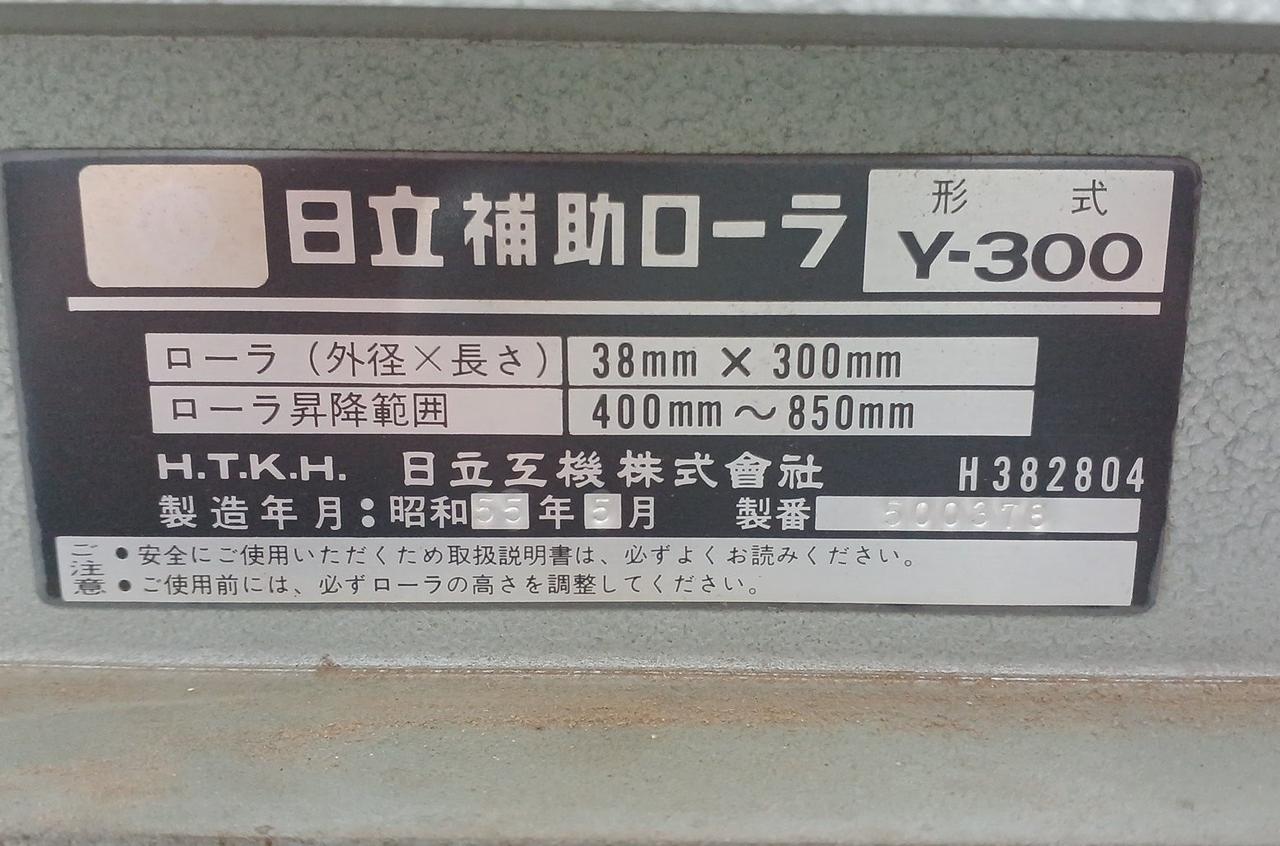 日立補助ローラ
形 式
Y-300
ローラ（外径×長さ） 38mm × 300mm
ローラ昇降範囲 400mm ～ 850mm
H.T.K.H. 日立工機株式會社 H382804
製造年月：昭和55年5月 製番 500378
ご注意
●安全にご使用いただくため取扱説明書は、必ずよくお読みください。
●ご使用前には、必ずローラの高さを調整してください。